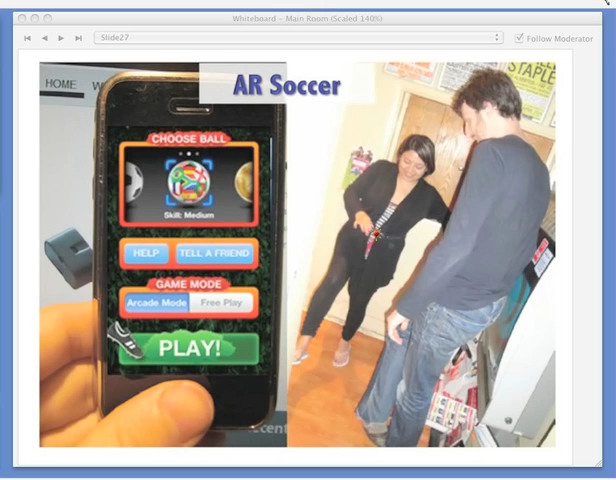 Whiteboard – Main Room (Scaled 140%)
Slide27
Follow Moderator
AR Soccer
HOME W
CHOOSE BALL
Skill: Medium
HELP TELL A FRIEND
GAME MODE
Arcade Mode Free Play
PLAY!
STAPLE